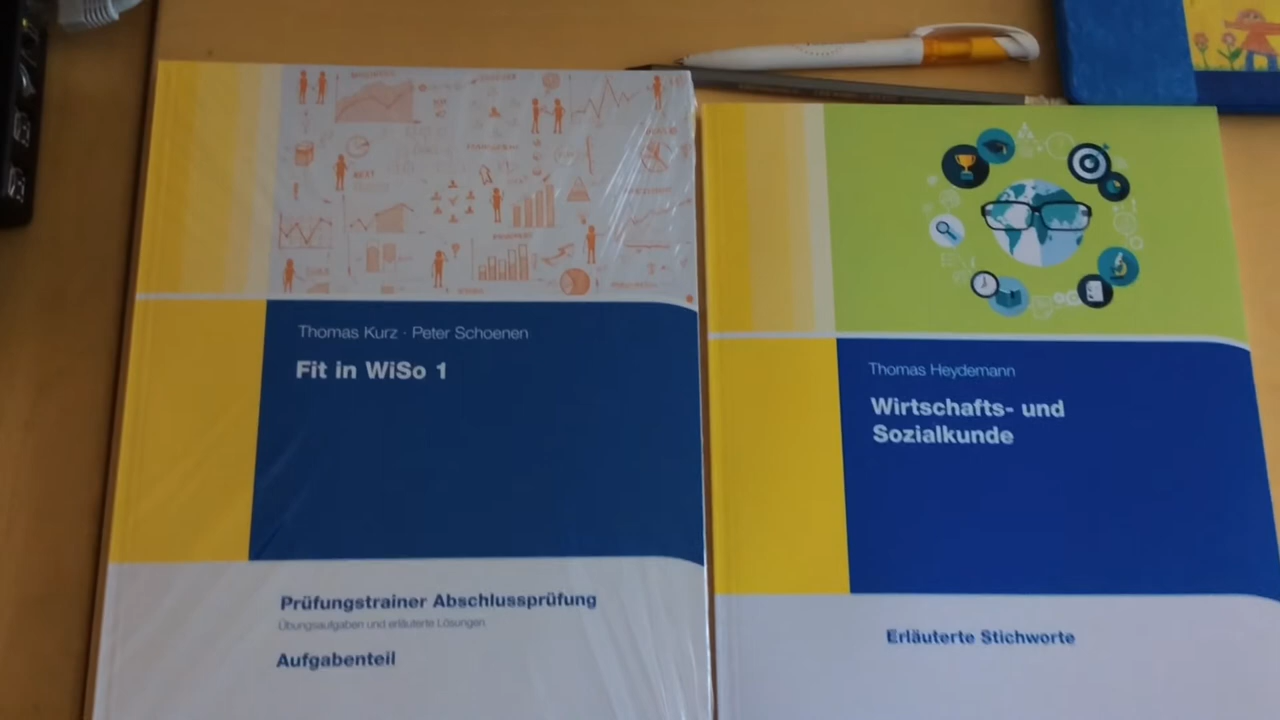 Thomas Kurz · Peter Schoenen
Fit in WiSo 1
Prüfungstrainer Abschlussprüfung
Übungsaufgaben und erläuterte Lösungen
Aufgabenteil
Thomas Heydemann
Wirtschafts- und
Sozialkunde
Erläuterte Stichworte